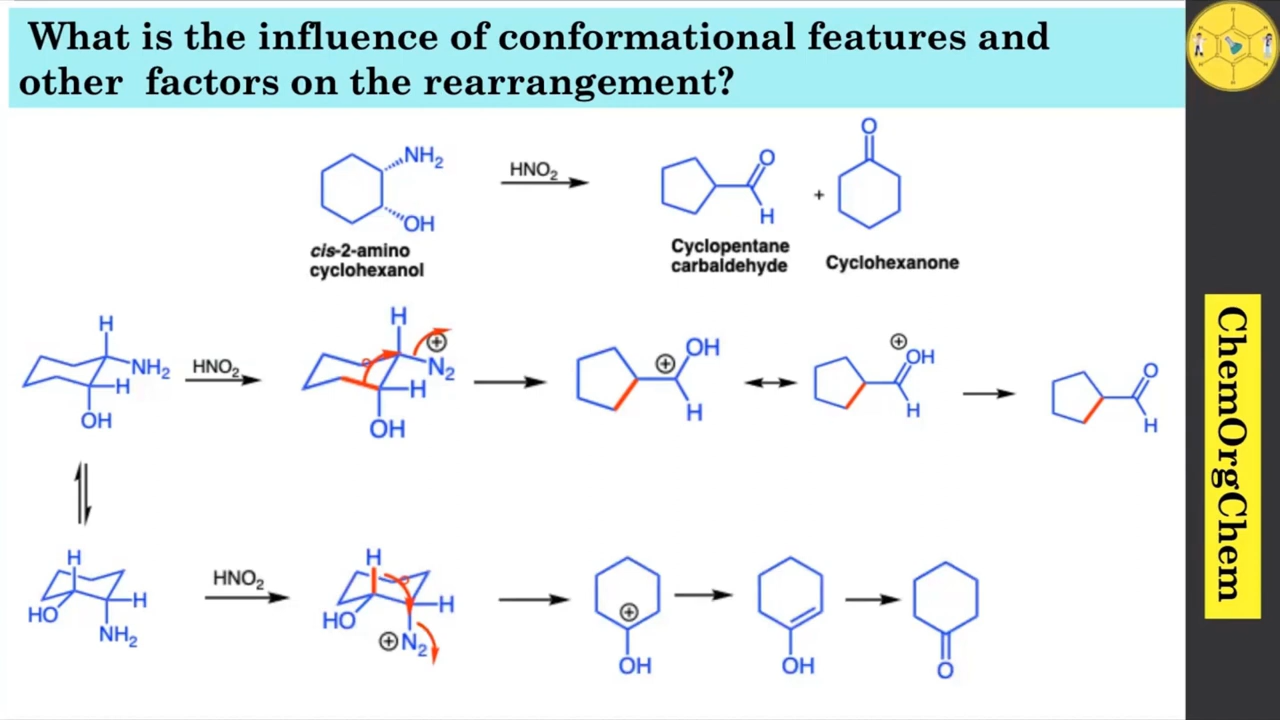 What is the influence of conformational features and
other factors on the rearrangement?
NH₂
OH
cis-2-amino
cyclohexanol
HNO₂
O
H
Cyclopentane
carbaldehyde
+
O
Cyclohexanone
H
NH₂
H
OH
HNO₂
H
⊕
N₂
H
OH
⊕
OH
H
⊕
OH
H
O
H
H
HO
H
NH₂
HNO₂
H
HO
H
⊕N₂
⊕
OH
OH
O
ChemOrgChem